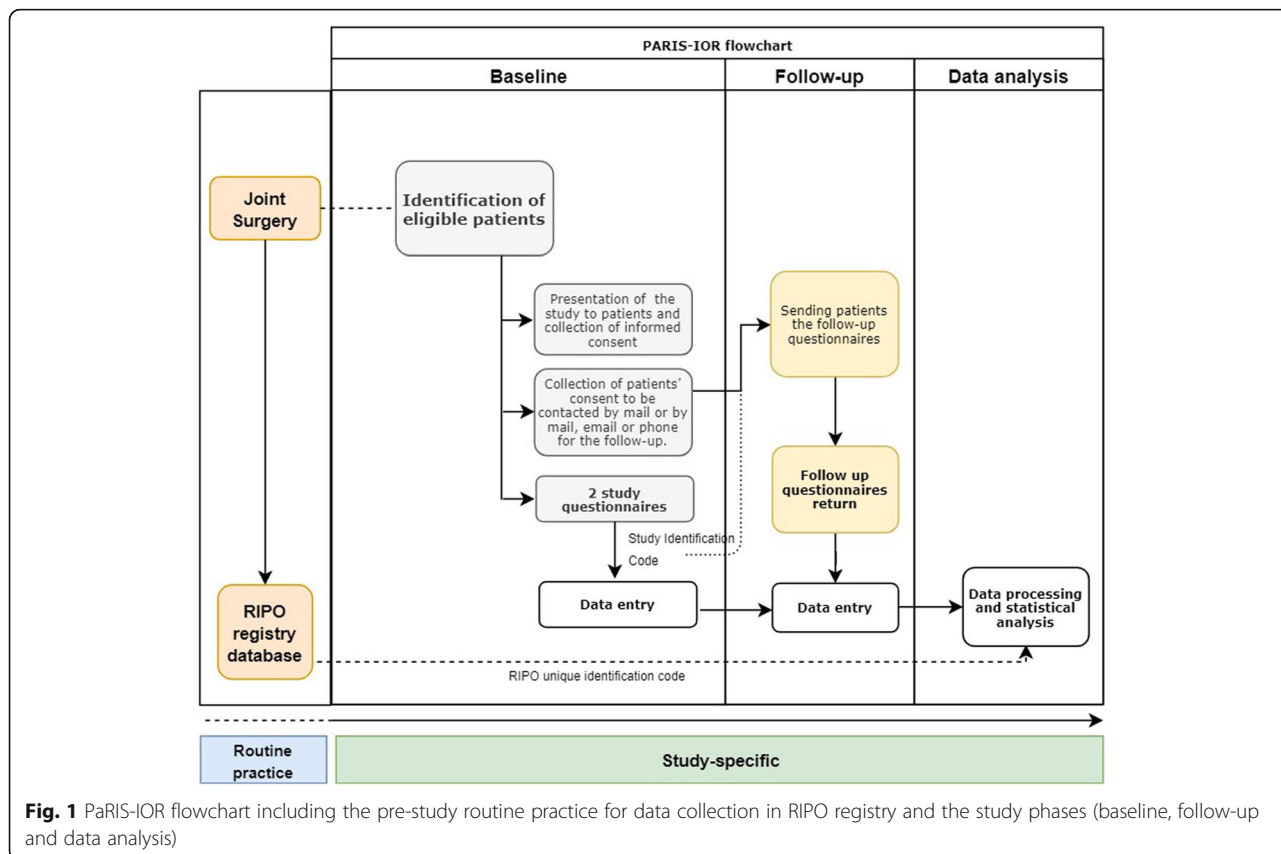 PARIS-IOR flowchart
Baseline
Follow-up
Data analysis
Joint
Surgery
Identification of
eligible patients
Presentation of the
study to patients and
collection of informed
consent
Sending patients
the follow-up
questionnaires
Collection of patients'
consent to be
contacted by mail or by
mail, email or phone
for the follow-up.
2 study
questionnaires
Follow up
questionnaires
return
Study Identification
Code
RIPO
registry
database
Data entry
Data entry
Data processing
and statistical
analysis
RIPO unique identification code
Routine
practice
Study-specific
Fig. 1 PaRIS-IOR flowchart including the pre-study routine practice for data collection in RIPO registry and the study phases (baseline, follow-up
and data analysis)